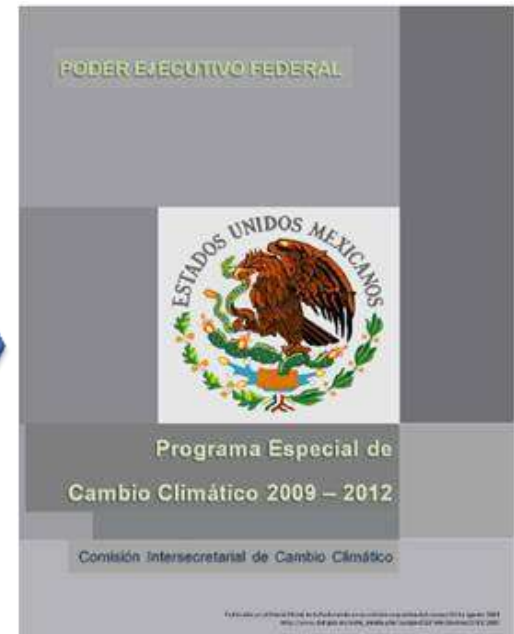 PODER EJECUTIVO FEDERAL
ESTADOS UNIDOS MEXICANOS
Programa Especial de
Cambio Climático 2009 – 2012
Comisión Intersecretarial de Cambio Climático